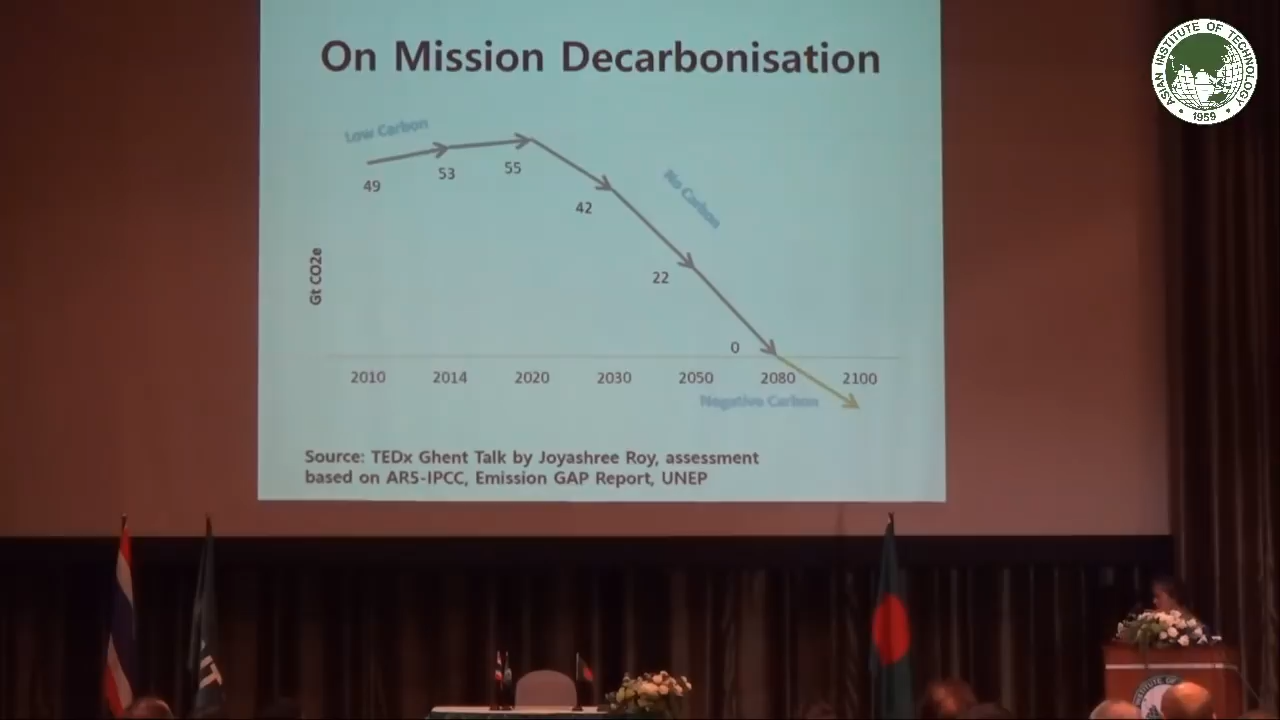 On Mission Decarbonisation
Low Carbon
49
53
55
42
No Carbon
22
0
Gt CO2e
2010
2014
2020
2030
2050
2080
2100
Negative Carbon
Source: TEDx Ghent Talk by Joyashree Roy, assessment
based on AR5-IPCC, Emission GAP Report, UNEP
ASIAN INSTITUTE OF TECHNOLOGY
1959